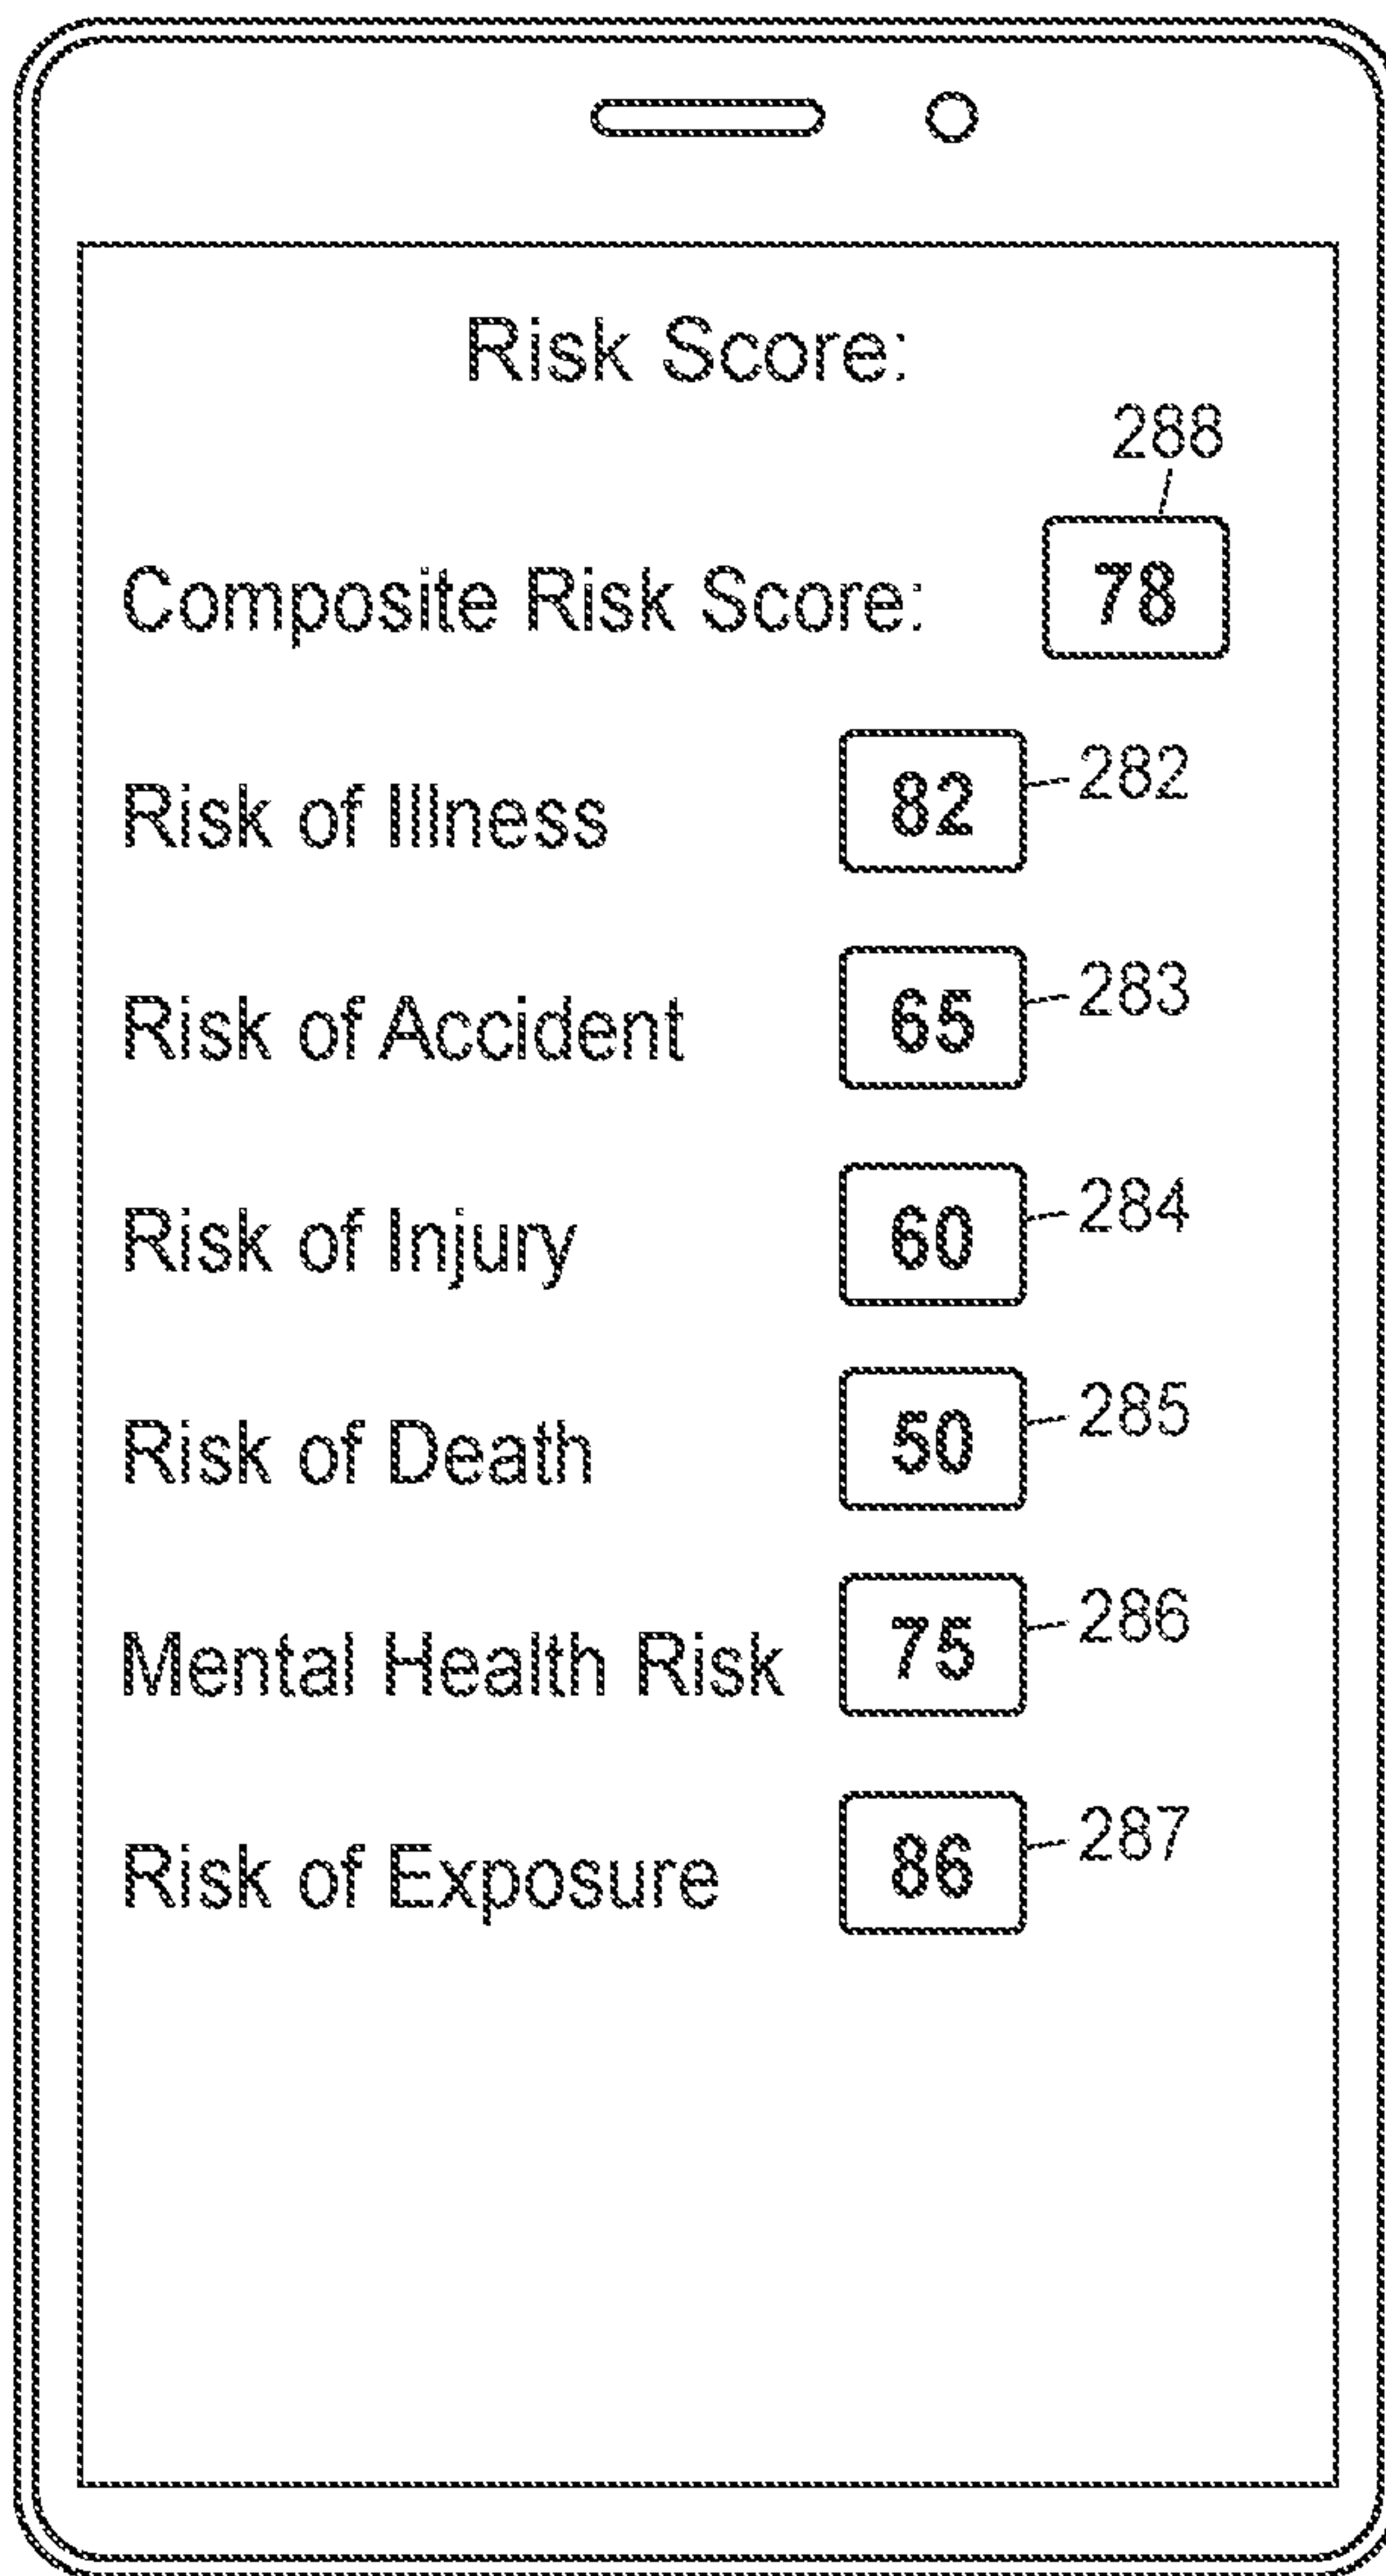 Risk Score:
288
Composite Risk Score: 78
Risk of Illness 82 282
Risk of Accident 65 283
Risk of Injury 60 284
Risk of Death 50 285
Mental Health Risk 75 286
Risk of Exposure 86 287